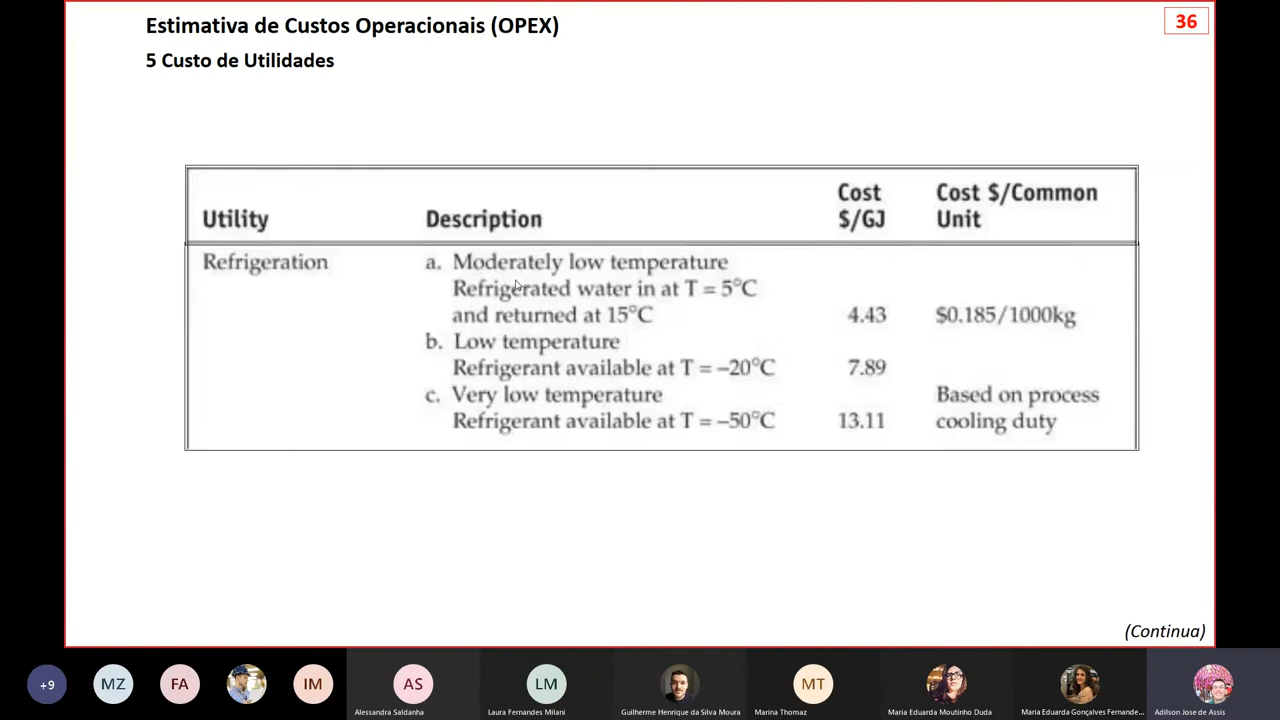 Estimativa de Custos Operacionais (OPEX)
36
5 Custo de Utilidades
Utility Description Cost $/GJ Cost $/Common Unit
Refrigeration a. Moderately low temperature
Refrigerated water in at T = 5°C
and returned at 15°C 4.43 $0.185/1000kg
b. Low temperature
Refrigerant available at T = –20°C 7.89
c. Very low temperature Based on process
Refrigerant available at T = –50°C 13.11 cooling duty
(Continua)
+9 MZ FA IM AS LM MT
Alessandra Saldanha
Laura Fernandes Milani
Guilherme Henrique da Silva Moura
Marina Thomaz
Maria Eduarda Moutinho Duda
Maria Eduarda Gonçalves Fernande...
Adilson Jose de Assis